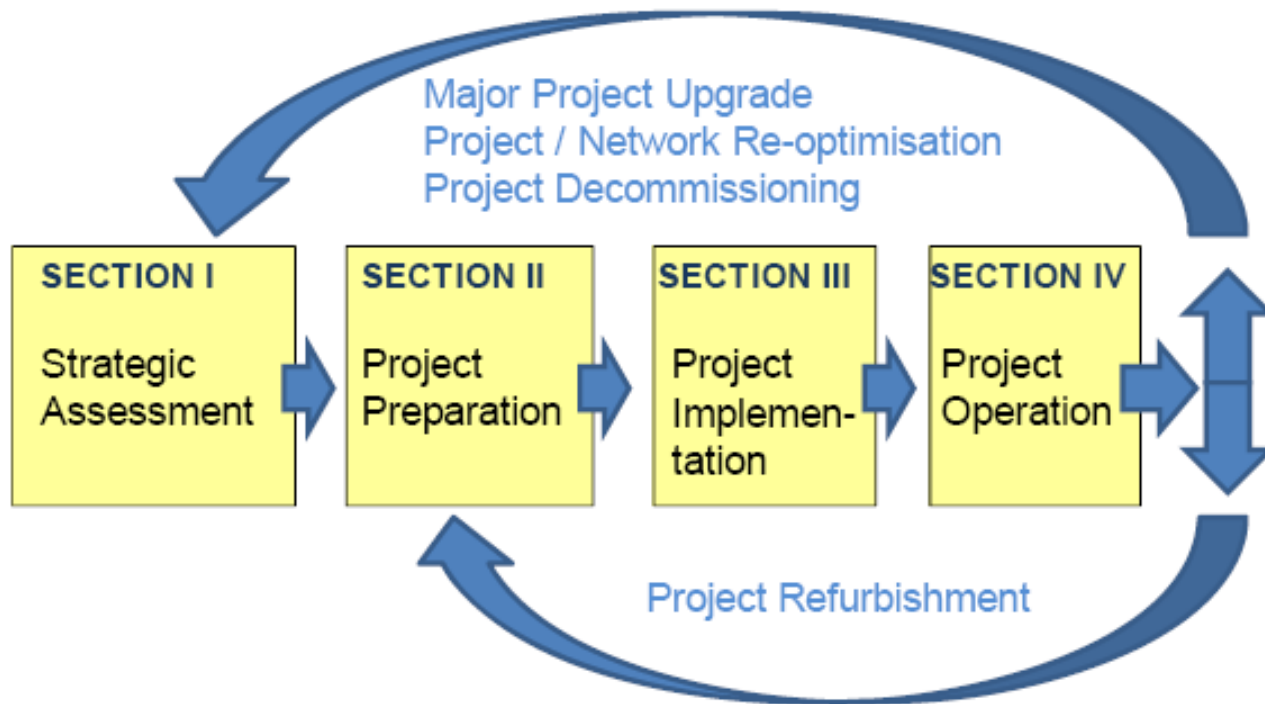 Major Project Upgrade
Project / Network Re-optimisation
Project Decommissioning
SECTION I
Strategic
Assessment
SECTION II
Project
Preparation
SECTION III
Project
Implemen-
tation
SECTION IV
Project
Operation
Project Refurbishment